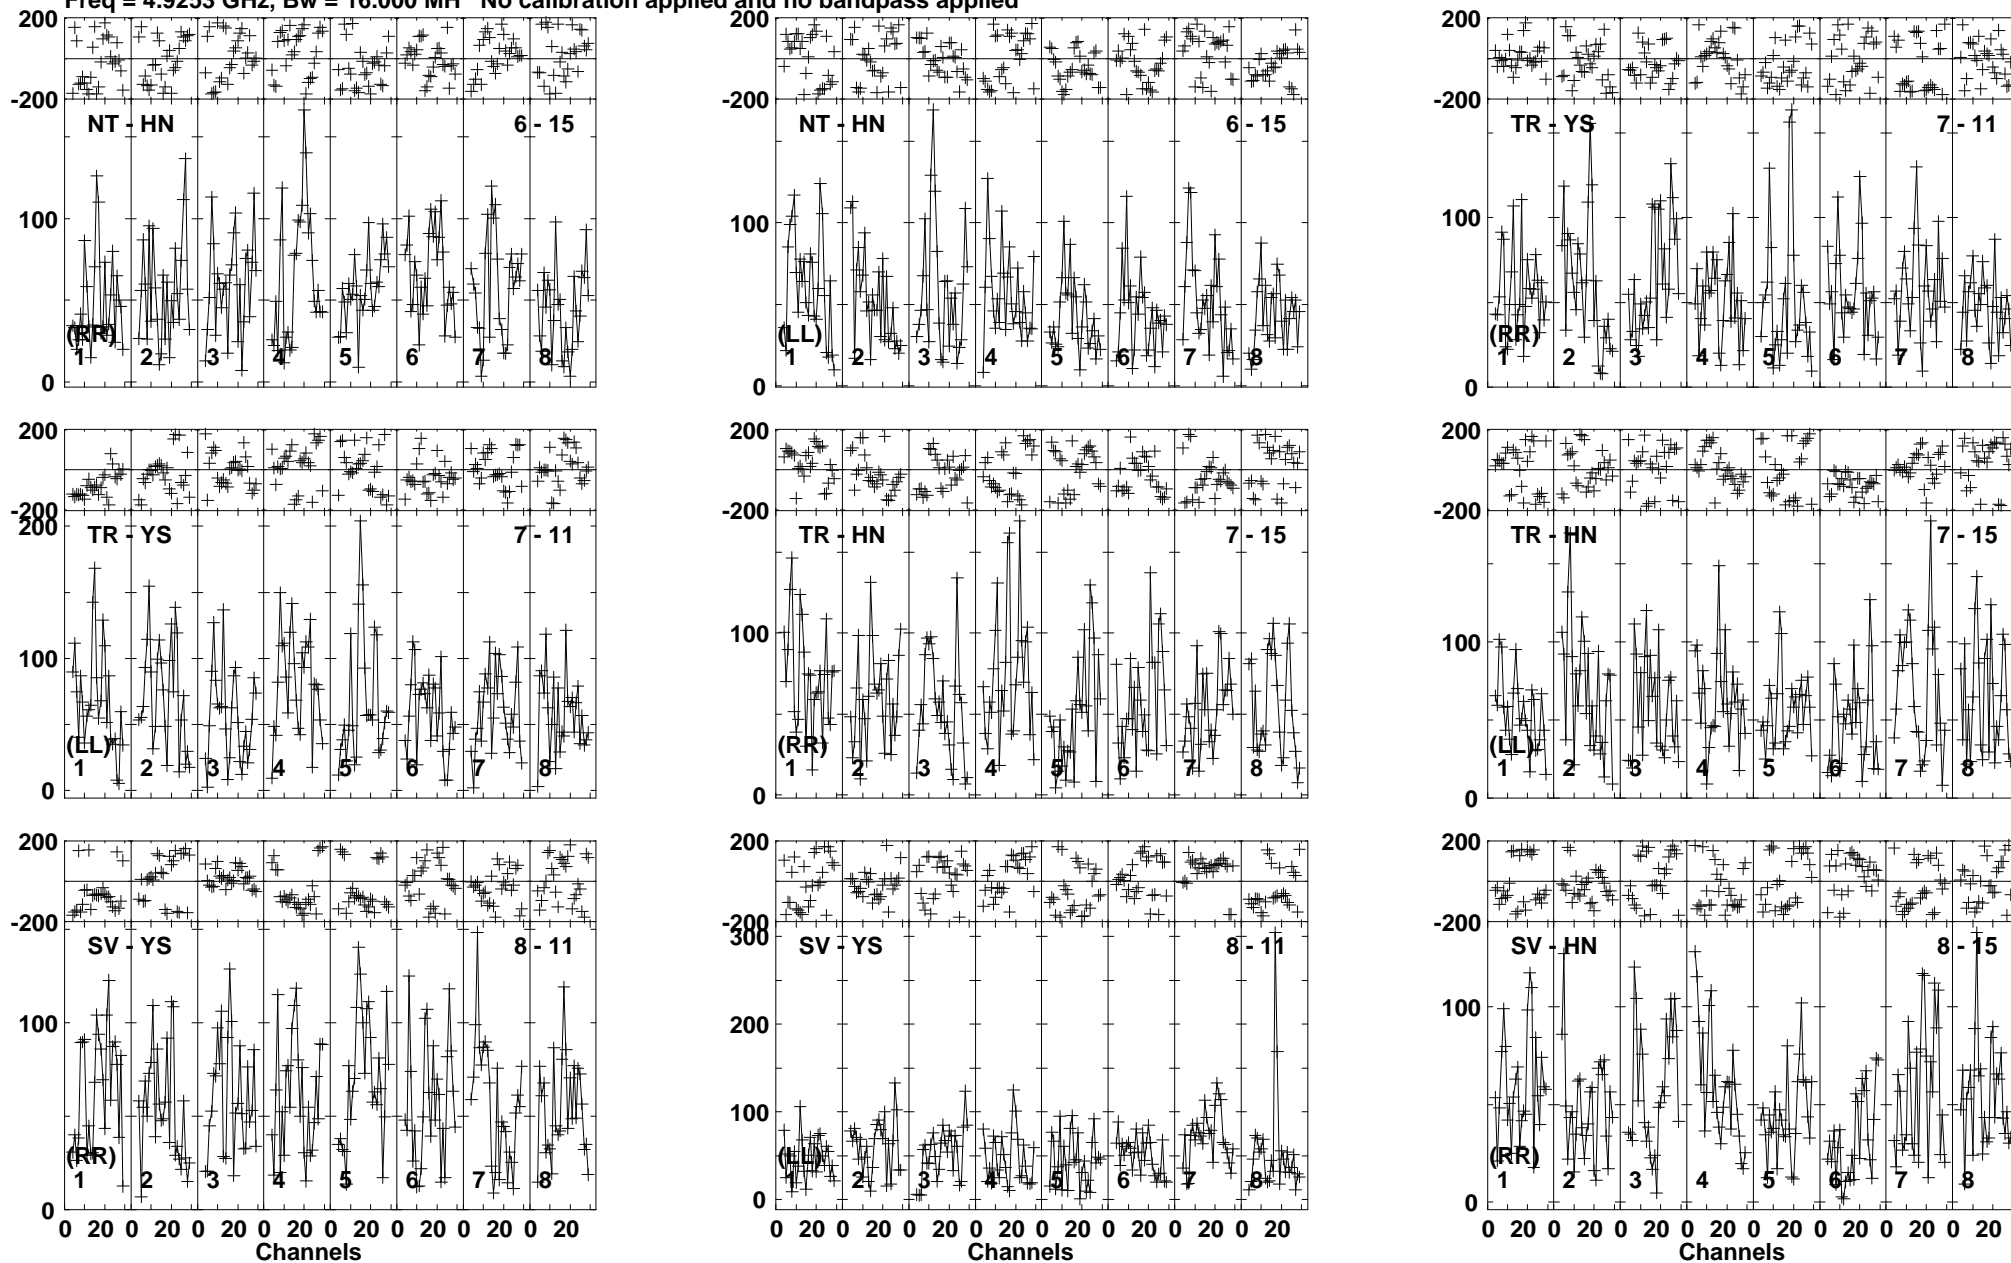 Freq = 4.9253 GHz, Bw = 16.000 MH No calibration applied and no bandpass applied
200 200 200
-200 -200 -200
NT - HN 6 - 15 NT - HN 6 - 15 TR - YS 7 - 11
100 100 100
(RR) (LL) (RR)
1 2 3 4 5 6 7 8 1 2 3 4 5 6 7 8 1 2 3 4 5 6 7 8
0 0 0
200 200 200
-200 -200 -200
200
TR - YS 7 - 11 TR - HN 7 - 15 TR - HN 7 - 15
100 100 100
(LL) (RR) (LL)
1 2 3 4 5 6 7 8 1 2 3 4 5 6 7 8 1 2 3 4 5 6 7 8
0 0 0
200 200 200
-200 -200 -200
300
SV - YS 8 - 11 SV - YS 8 - 11 SV - HN 8 - 15
100 200 100
100
(RR) (LL) (RR)
1 2 3 4 5 6 7 8 1 2 3 4 5 6 7 8 1 2 3 4 5 6 7 8
0 0 0
0 20 0 20 0 20 0 20 0 20 0 20 0 20 0 20 0 20 0 20 0 20 0 20 0 20 0 20 0 20 0 20 0 20 0 20 0 20 0 20 0 20 0 20 0 20 0 20
Channels Channels Channels